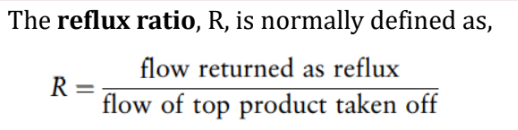 The reflux ratio, R, is normally defined as,
R = flow returned as reflux / flow of top product taken off